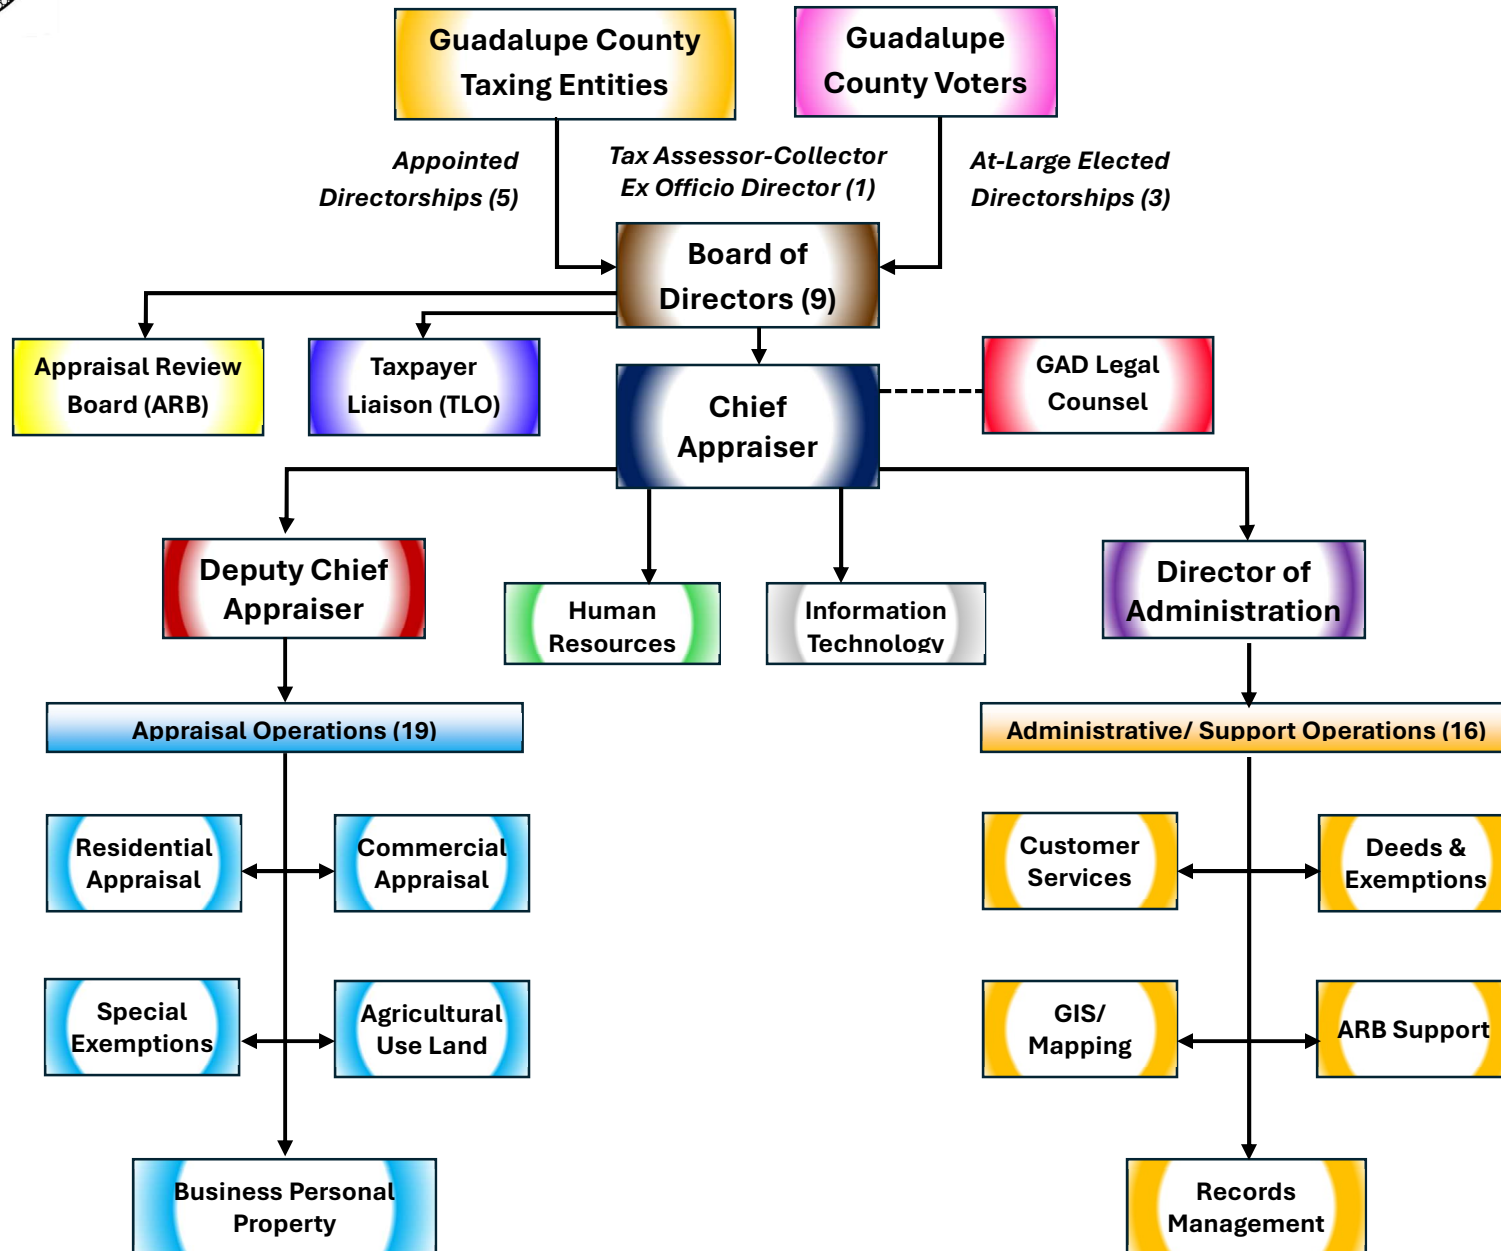 Guadalupe County
Taxing Entities
Guadalupe
County Voters
Appointed
Directorships (5)
Tax Assessor-Collector
Ex Officio Director (1)
At-Large Elected
Directorships (3)
Board of
Directors (9)
Appraisal Review
Board (ARB)
Taxpayer
Liaison (TLO)
Chief
Appraiser
GAD Legal
Counsel
Deputy Chief
Appraiser
Human
Resources
Information
Technology
Director of
Administration
Appraisal Operations (19)
Administrative/ Support Operations (16)
Residential
Appraisal
Commercial
Appraisal
Customer
Services
Deeds &
Exemptions
Special
Exemptions
Agricultural
Use Land
GIS/
Mapping
ARB Support
Business Personal
Property
Records
Management